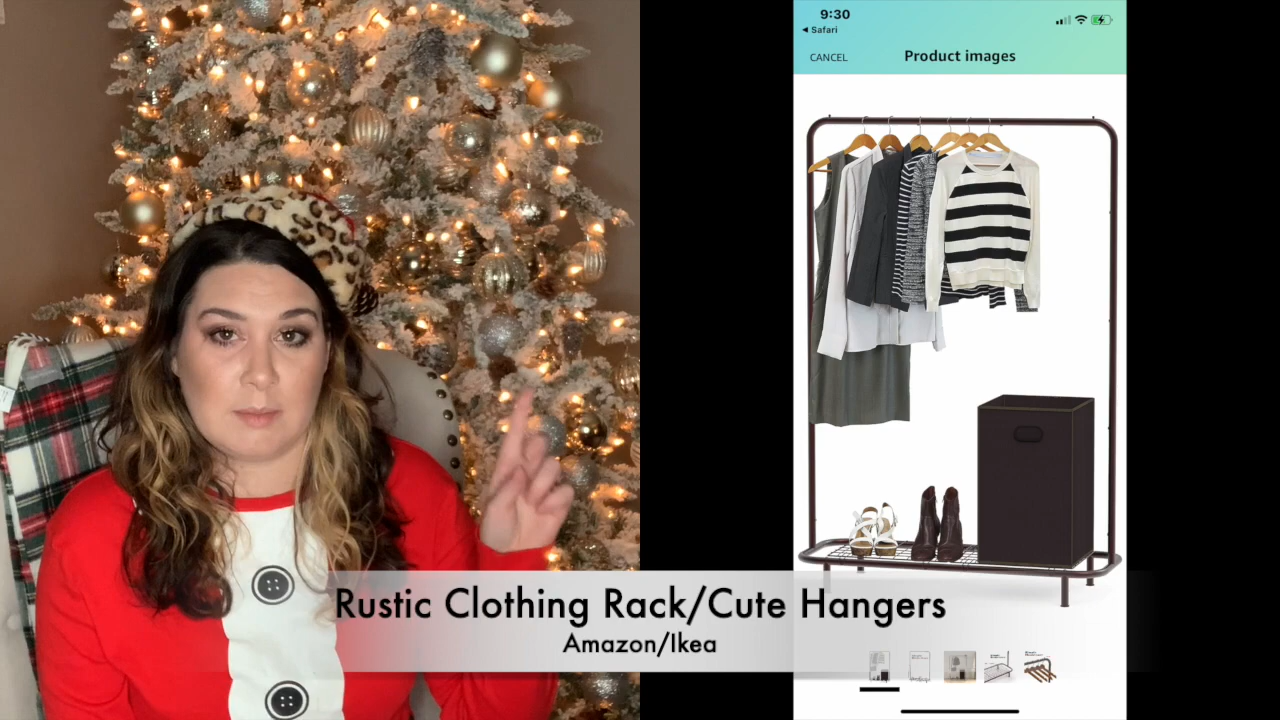 9:30
Safari
CANCEL
Product images
Rustic Clothing Rack/Cute Hangers
Amazon/Ikea